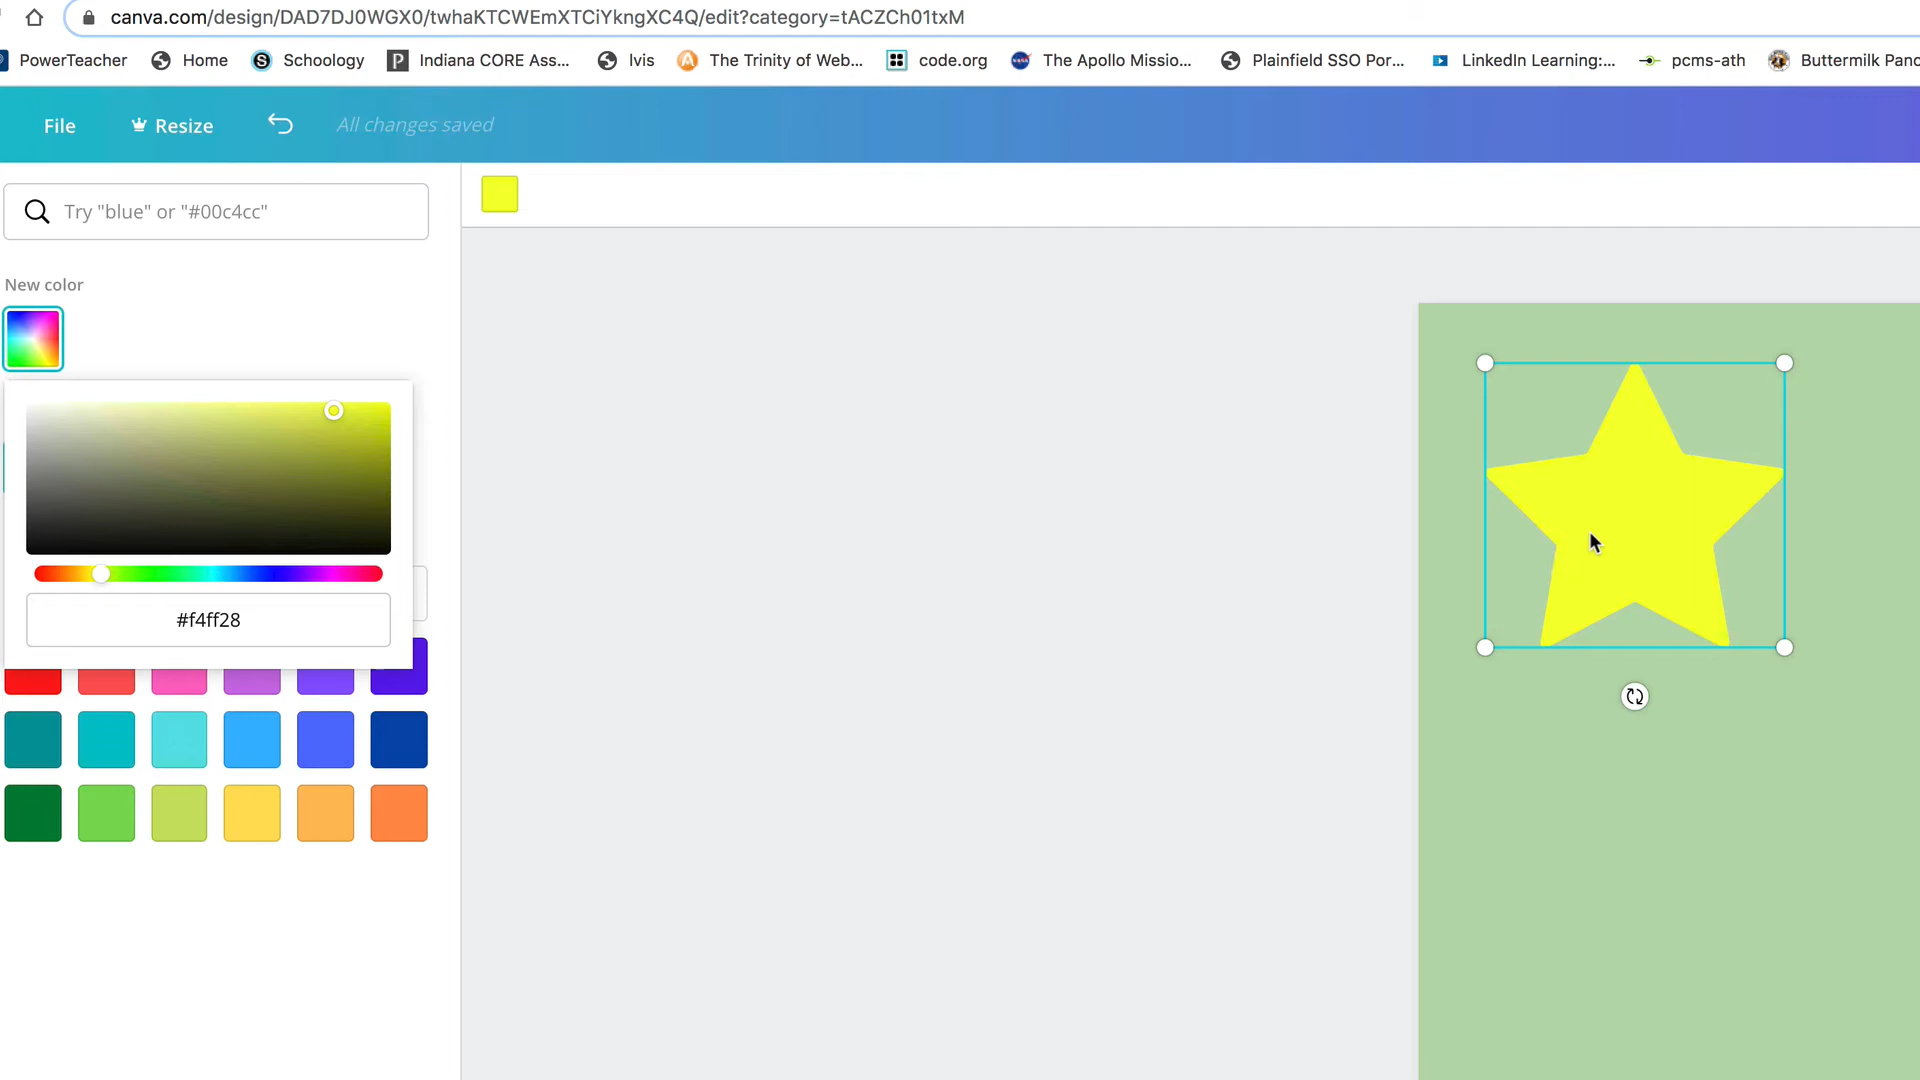 canva.com/design/DAD7DJ0WGX0/twhaKTCWEmXTCiYkngXC4Q/edit?category=tACZCh01txM
PowerTeacher Home Schoology Indiana CORE Ass... Ivis The Trinity of Web... code.org The Apollo Missio... Plainfield SSO Por... LinkedIn Learning:... pcms-ath Buttermilk Panc
File Resize All changes saved
Try "blue" or "#00c4cc"
New color
#f4ff28